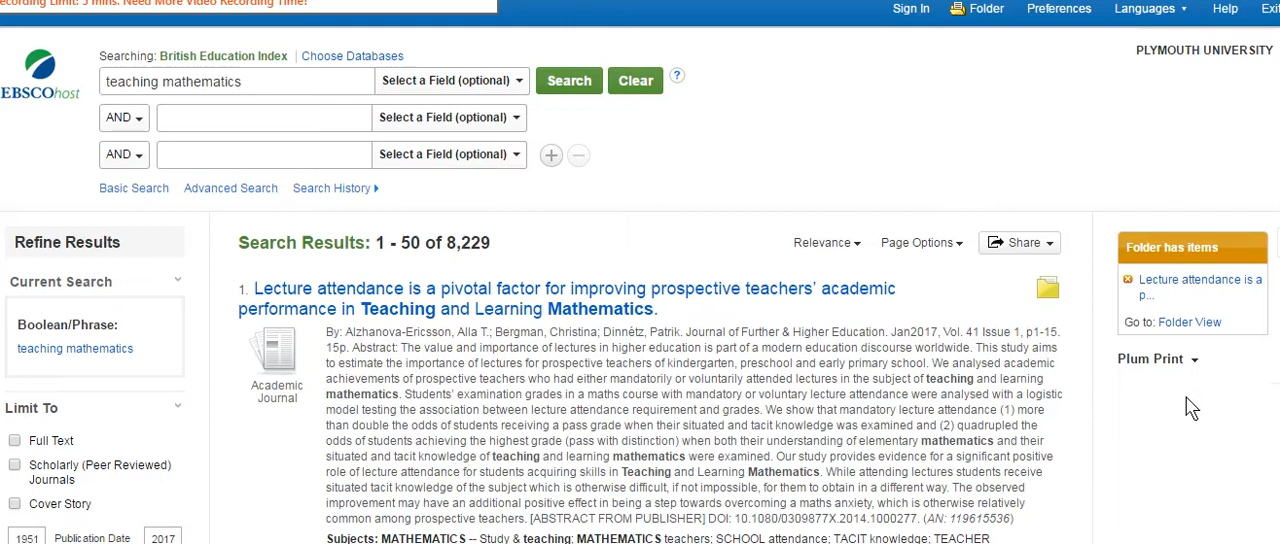 ecording Limit: 5 mins. Need More Video Recording Time?
Sign In Folder Preferences Languages Help Exi
Searching: British Education Index Choose Databases
PLYMOUTH UNIVERSITY
EBSCOhost
teaching mathematics Select a Field (optional) Search Clear ?
AND Select a Field (optional)
AND Select a Field (optional)
Basic Search Advanced Search Search History
Refine Results
Current Search
Boolean/Phrase:
teaching mathematics
Limit To
Full Text
Scholarly (Peer Reviewed)
Journals
Cover Story
1951 Publication Date 2017
Search Results: 1 - 50 of 8,229
Relevance Page Options Share
1. Lecture attendance is a pivotal factor for improving prospective teachers' academic
performance in Teaching and Learning Mathematics.
Academic
Journal
By: Alzhanova-Ericsson, Alla T.; Bergman, Christina; Dinnétz, Patrik. Journal of Further & Higher Education. Jan2017, Vol. 41 Issue 1, p1-15.
15p. Abstract: The value and importance of lectures in higher education is part of a modern education discourse worldwide. This study aims
to estimate the importance of lectures for prospective teachers of kindergarten, preschool and early primary school. We analysed academic
achievements of prospective teachers who had either mandatorily or voluntarily attended lectures in the subject of teaching and learning
mathematics. Students' examination grades in a maths course with mandatory or voluntary lecture attendance were analysed with a logistic
model testing the association between lecture attendance requirement and grades. We show that mandatory lecture attendance (1) more
than double the odds of students receiving a pass grade when their situated and tacit knowledge was examined and (2) quadrupled the
odds of students achieving the highest grade (pass with distinction) when both their understanding of elementary mathematics and their
situated and tacit knowledge of teaching and learning mathematics were examined. Our study provides evidence for a significant positive
role of lecture attendance for students acquiring skills in Teaching and Learning Mathematics. While attending lectures students receive
situated tacit knowledge of the subject which is otherwise difficult, if not impossible, for them to obtain in a different way. The observed
improvement may have an additional positive effect in being a step towards overcoming a maths anxiety, which is otherwise relatively
common among prospective teachers. [ABSTRACT FROM PUBLISHER] DOI: 10.1080/0309877X.2014.1000277. (AN: 119615536)
Subjects: MATHEMATICS -- Study & teaching; MATHEMATICS teachers; SCHOOL attendance; TACIT knowledge; TEACHER
Folder has items
Lecture attendance is a
p...
Go to: Folder View
Plum Print